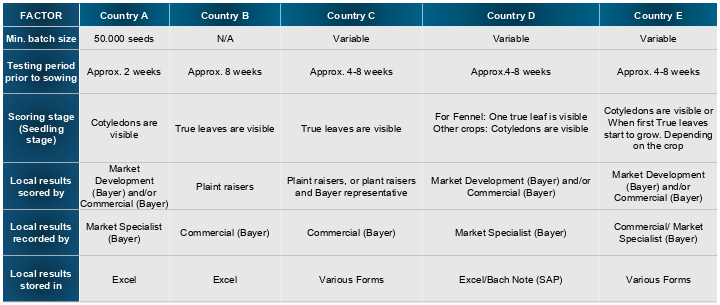 FACTOR Country A Country B Country C Country D Country E
Min. batch size 50.000 seeds N/A Variable Variable Variable
Testing period
prior to sowing
Approx. 2 weeks Approx. 8 weeks Approx. 4-8 weeks Approx.4-8 weeks Approx. 4-8 weeks
Scoring stage
(Seedling
stage)
Cotyledons are
visible
True leaves are visible
True leaves are visible
For Fennel: One true leaf is visible
Other crops: Cotyledons are visible
Cotyledons are visible or
When first True leaves
start to grow. Depending
on the crop
Local results
scored by
Market
Development
(Bayer) and/or
Commercial (Bayer)
Plaint raisers
Plaint raisers, or plant raisers
and Bayer representative
Market Development (Bayer) and/or
Commercial (Bayer)
Market Development
(Bayer) and/or
Commercial (Bayer)
Local results
recorded by
Market Specialist
(Bayer)
Commercial (Bayer)
Commercial (Bayer)
Market Specialist (Bayer)
Commercial/ Market
Specialist (Bayer)
Local results
stored in
Excel
Excel
Various Forms
Excel/Bach Note (SAP)
Various Forms